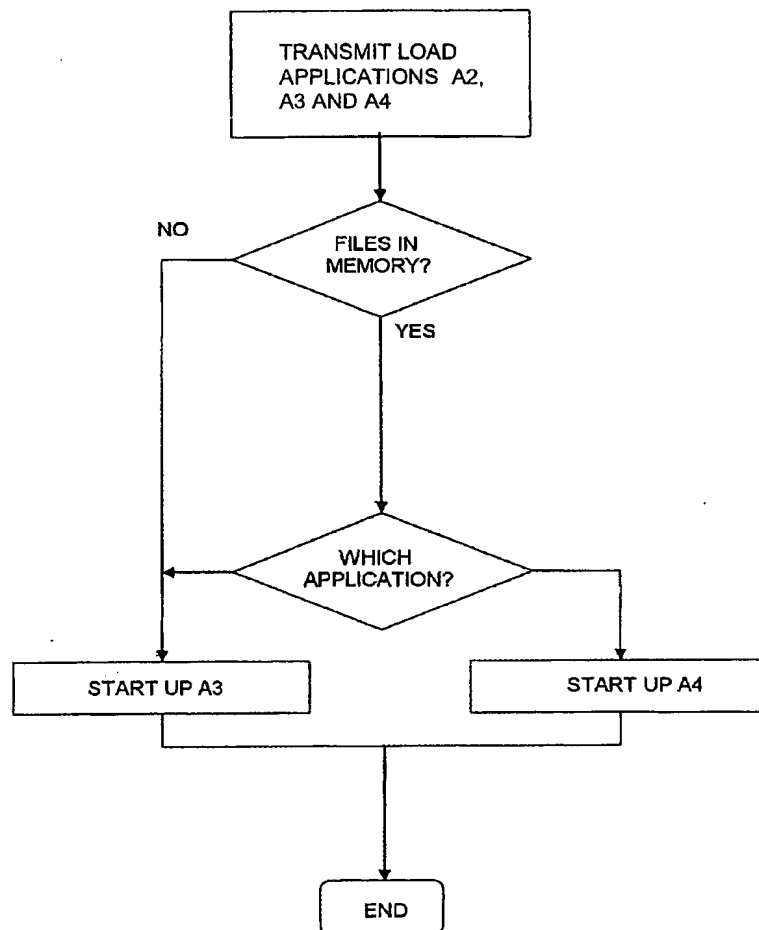 TRANSMIT LOAD
APPLICATIONS A2,
A3 AND A4
NO
FILES IN
MEMORY?
YES
WHICH
APPLICATION?
START UP A3
START UP A4
END